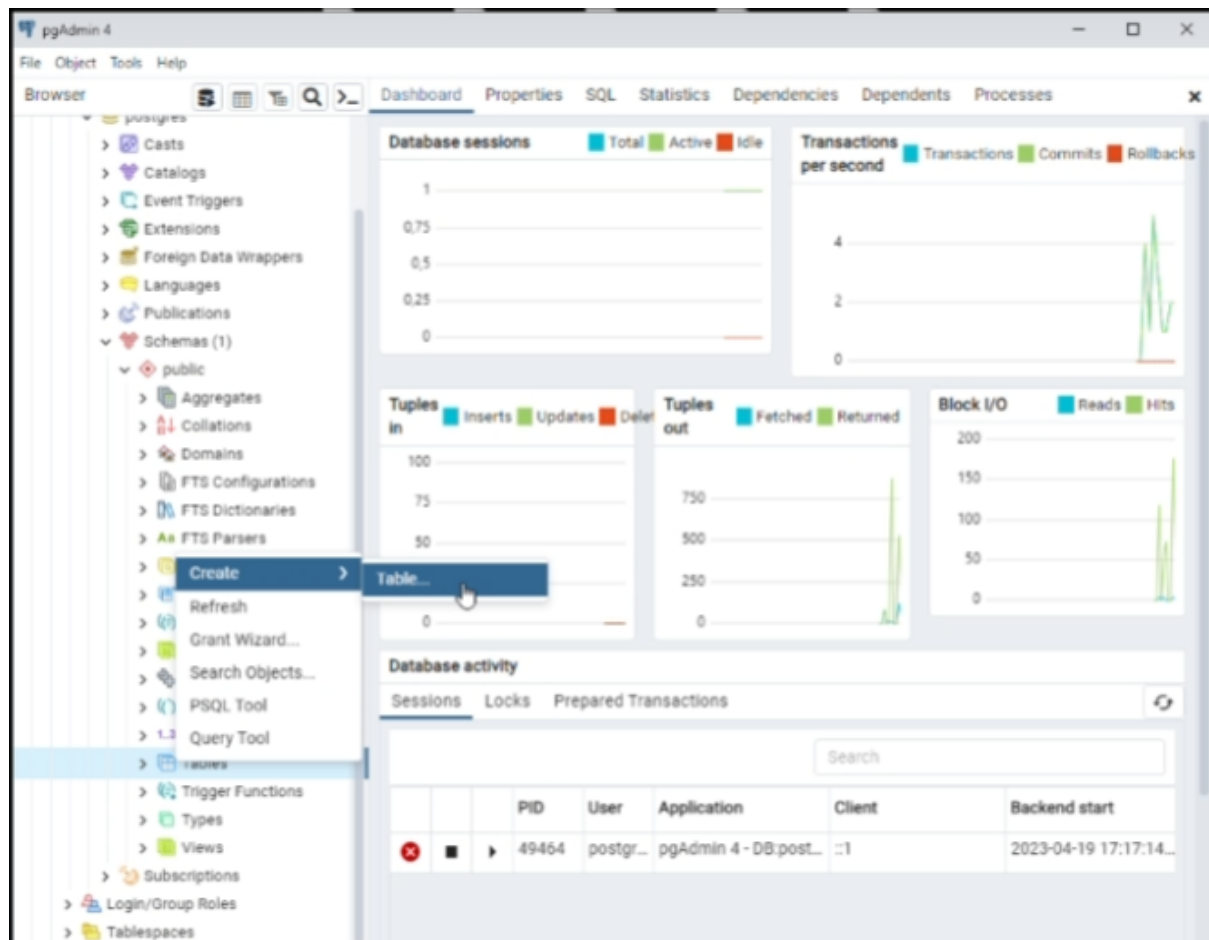 pgAdmin 4
File Object Tools Help
Browser
Dashboard Properties SQL Statistics Dependencies Dependents Processes
postgres
Casts
Catalogs
Event Triggers
Extensions
Foreign Data Wrappers
Languages
Publications
Schemas (1)
public
Aggregates
Collations
Domains
FTS Configurations
FTS Dictionaries
Aa FTS Parsers
1..3
Tables
Trigger Functions
Types
Views
Subscriptions
Login/Group Roles
Tablespaces
Create
Refresh
Grant Wizard...
Search Objects...
PSQL Tool
Query Tool
Table...
Database sessions
Total Active Idle
1
0,75
0,5
0,25
0
Transactions per second
Transactions Commits Rollbacks
4
2
0
Tuples in
Inserts Updates Delet
100
75
50
0
Tuples out
Fetched Returned
750
500
250
0
Block I/O
Reads Hits
200
150
100
50
0
Database activity
Sessions Locks Prepared Transactions
Search
PID User Application Client Backend start
49464 postgr... pgAdmin 4 - DB:post... ::1 2023-04-19 17:17:14...